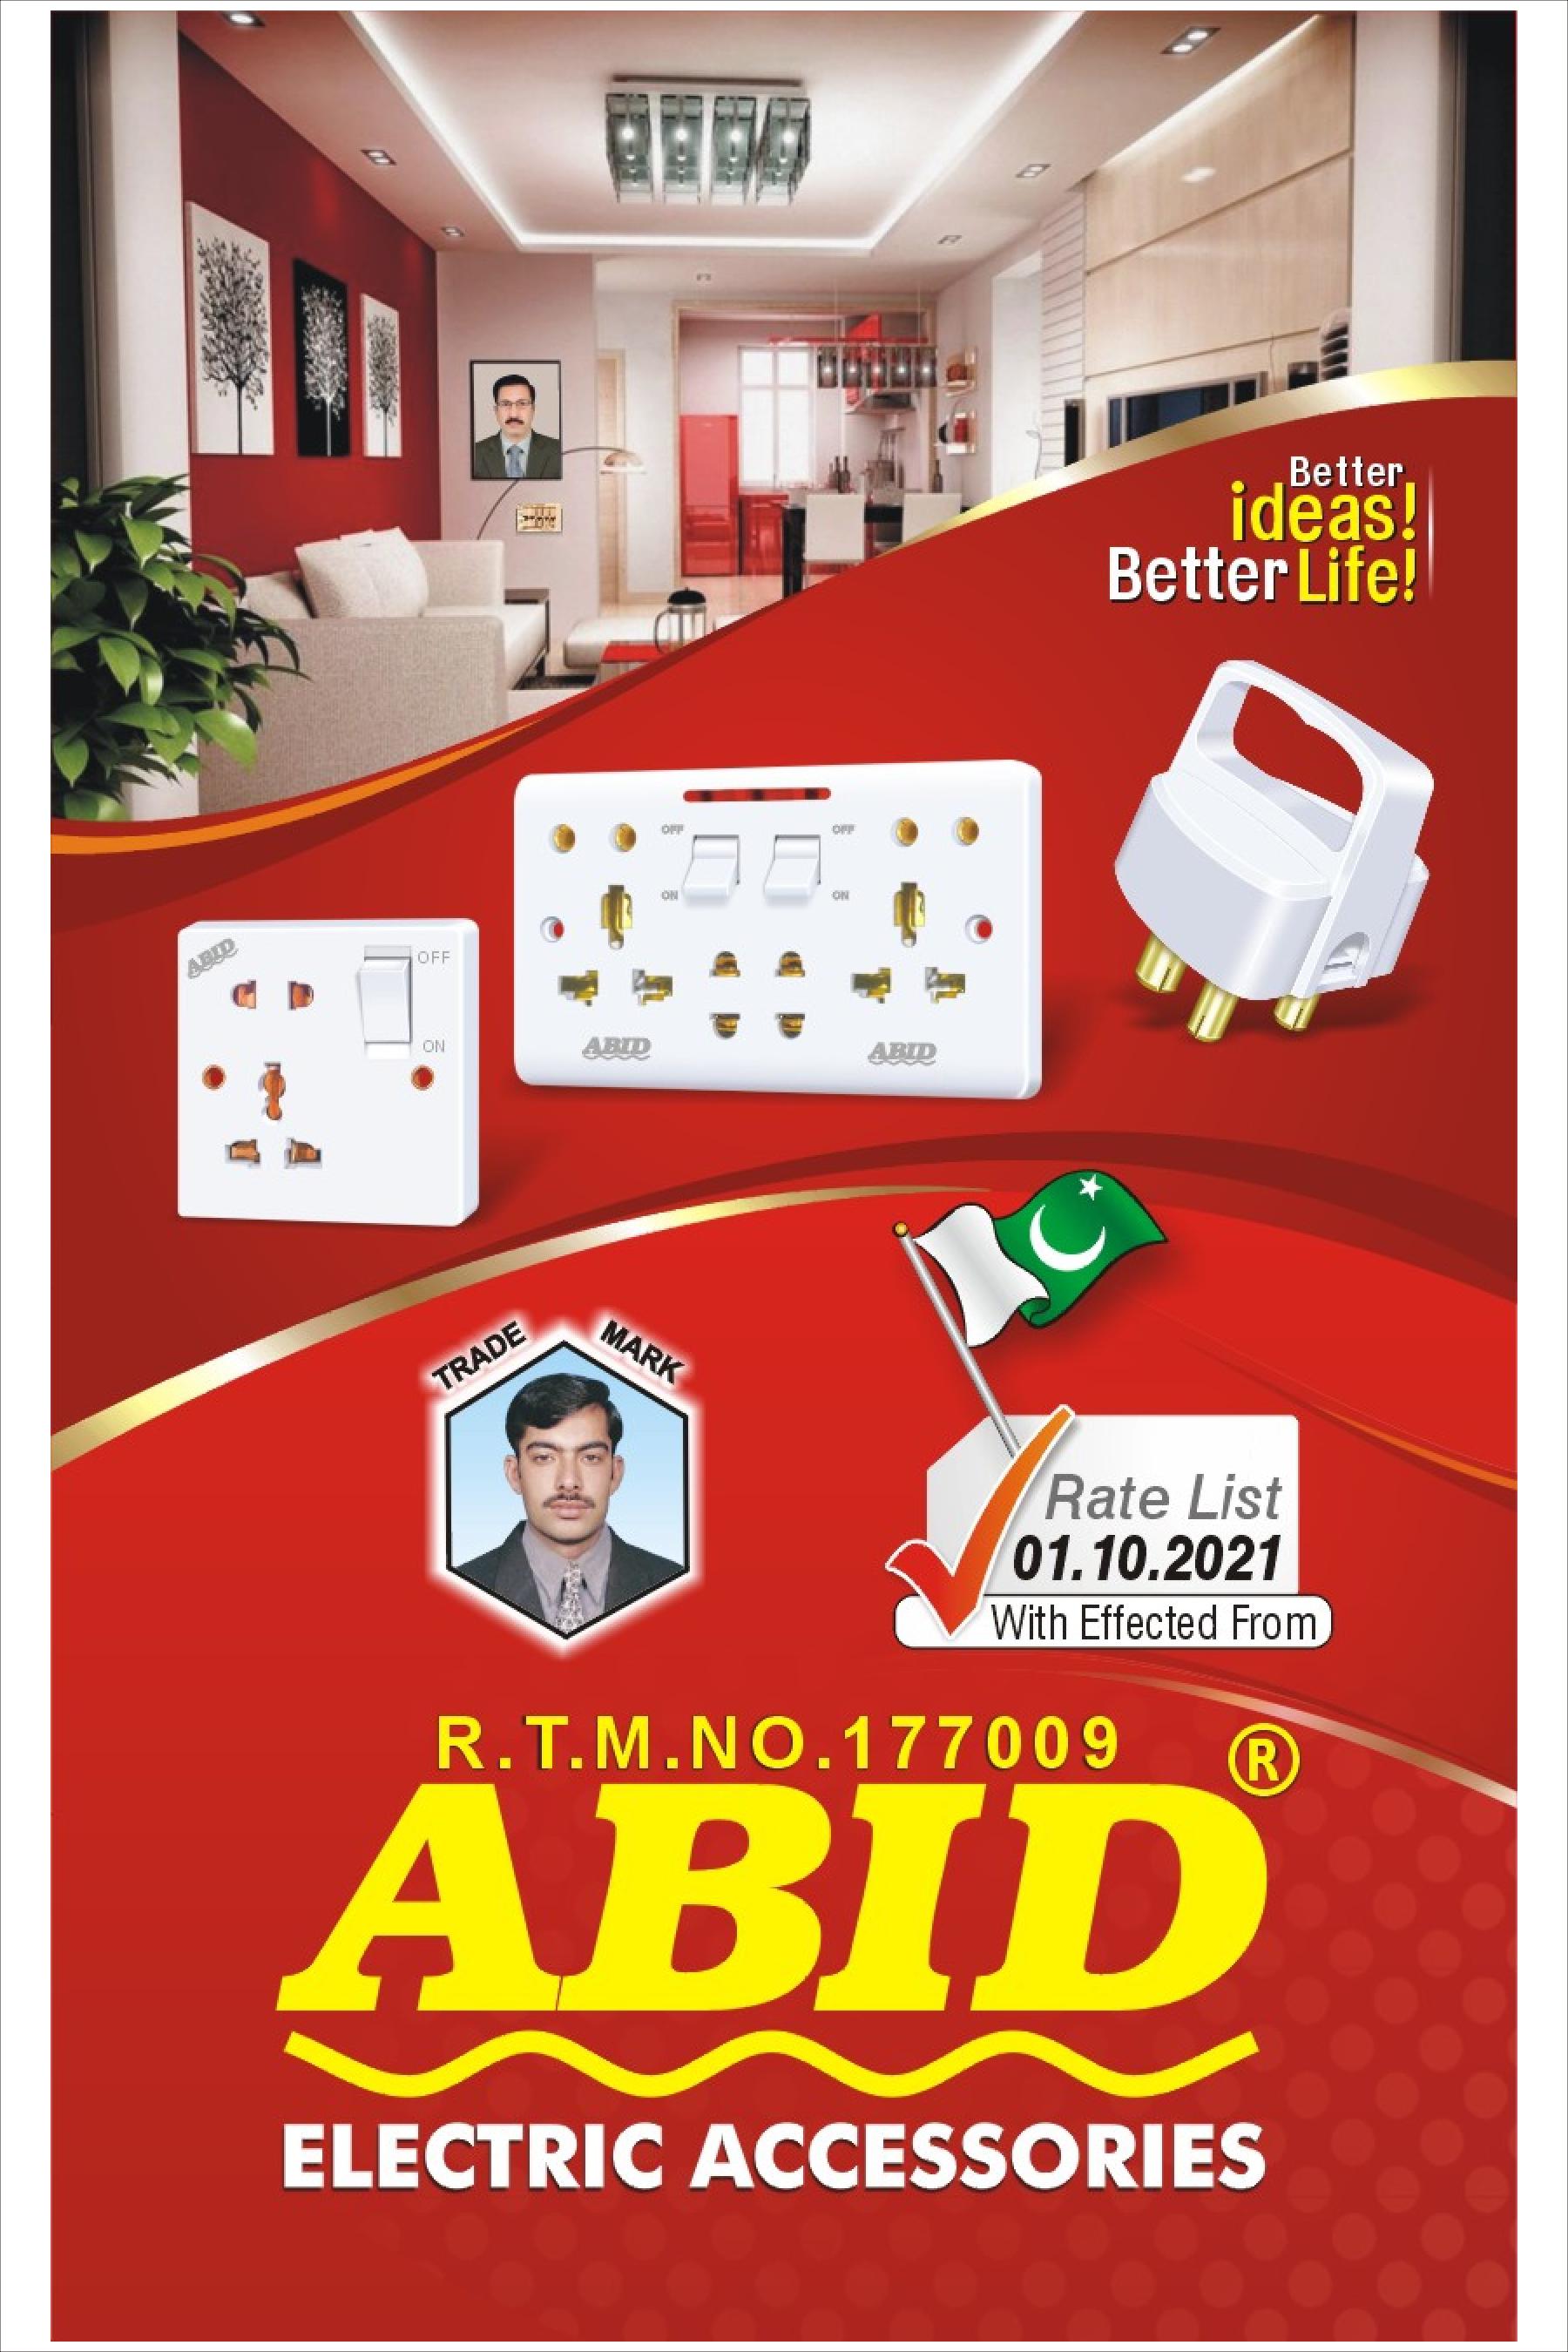 Better
ideas!
Better Life!
OFF
ON
OFF
ON
ABID
ABID
ABID
OFF
ON
TRADE MARK
Rate List
01.10.2021
With Effected From
R.T.M.NO.177009
ABID®
ELECTRIC ACCESSORIES